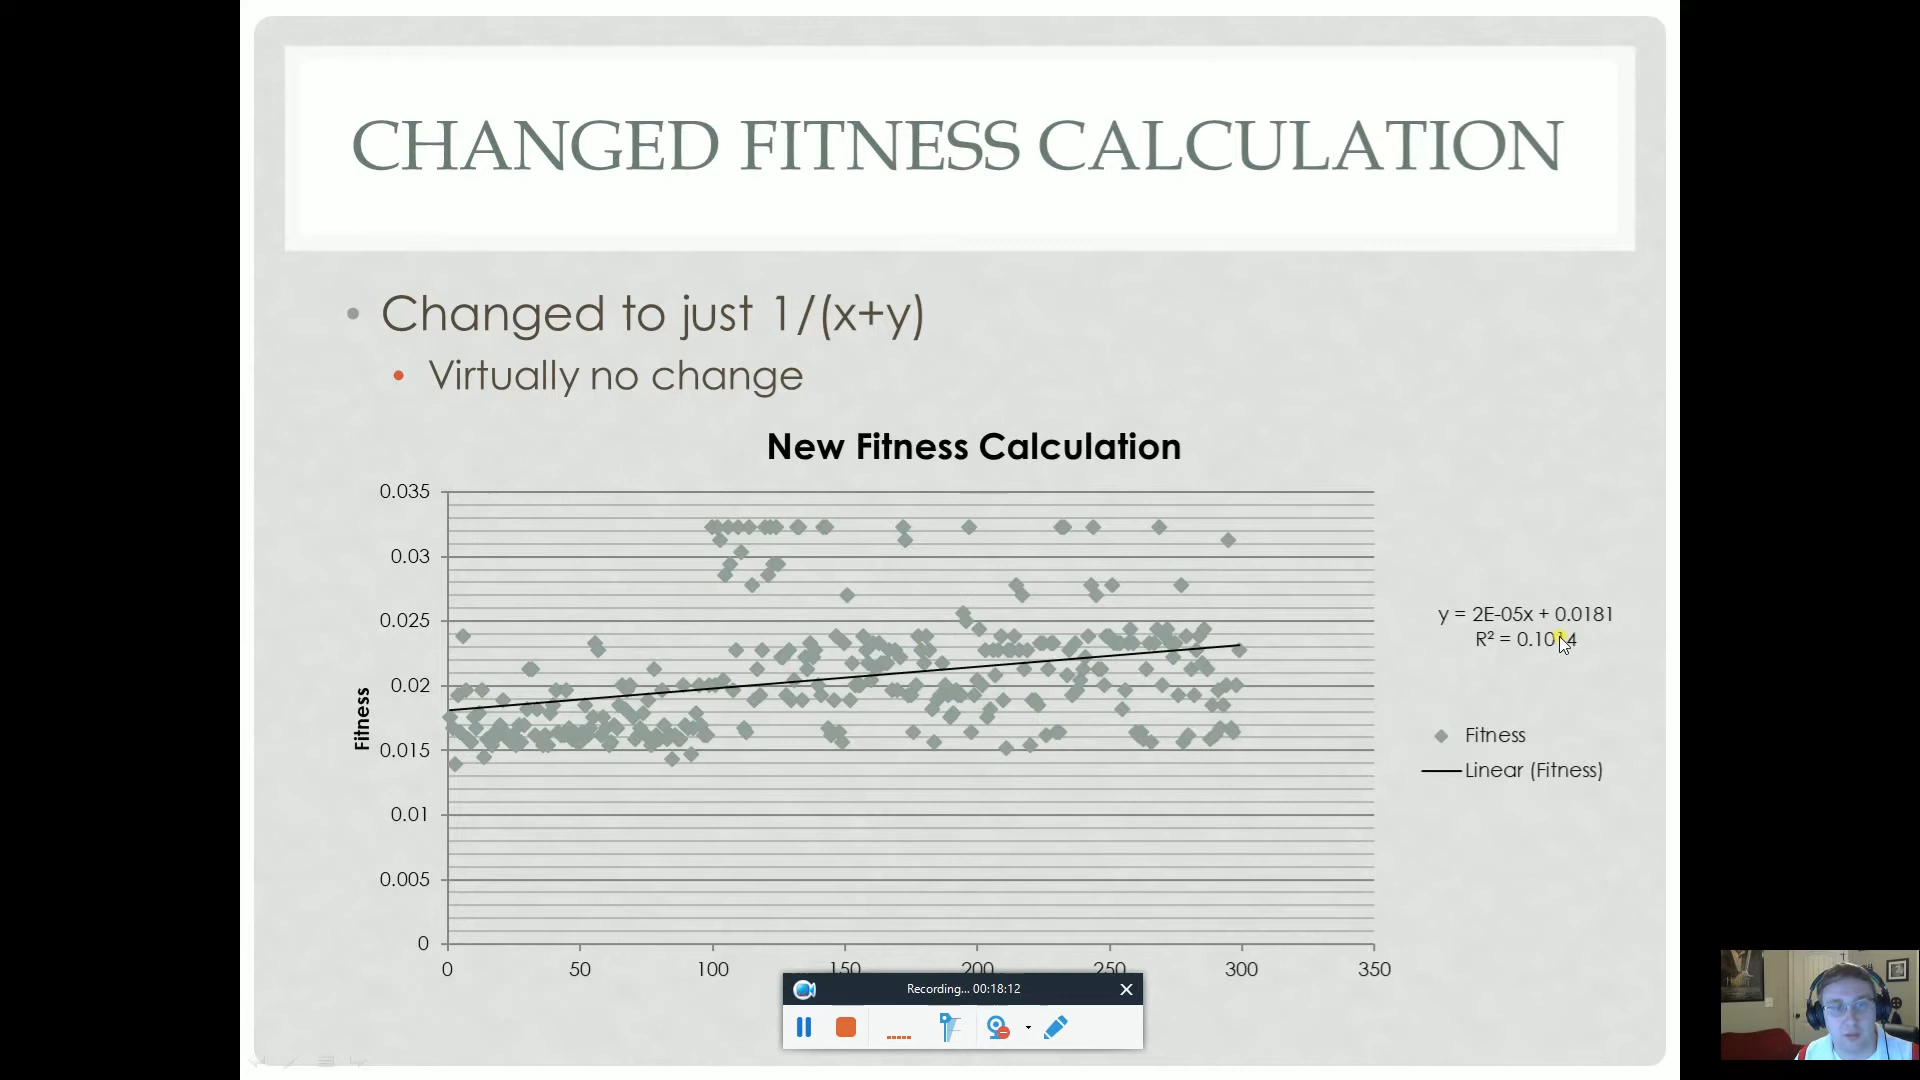 CHANGED FITNESS CALCULATION
• Changed to just 1/(x+y)
• Virtually no change
New Fitness Calculation
0.035
0.03
0.025
0.02
0.015
0.01
0.005
0
Fitness
0 50 100 150 200 250 300 350
y = 2E-05x + 0.0181
R² =
Fitness
Linear (Fitness)
Recording... 00:18:12